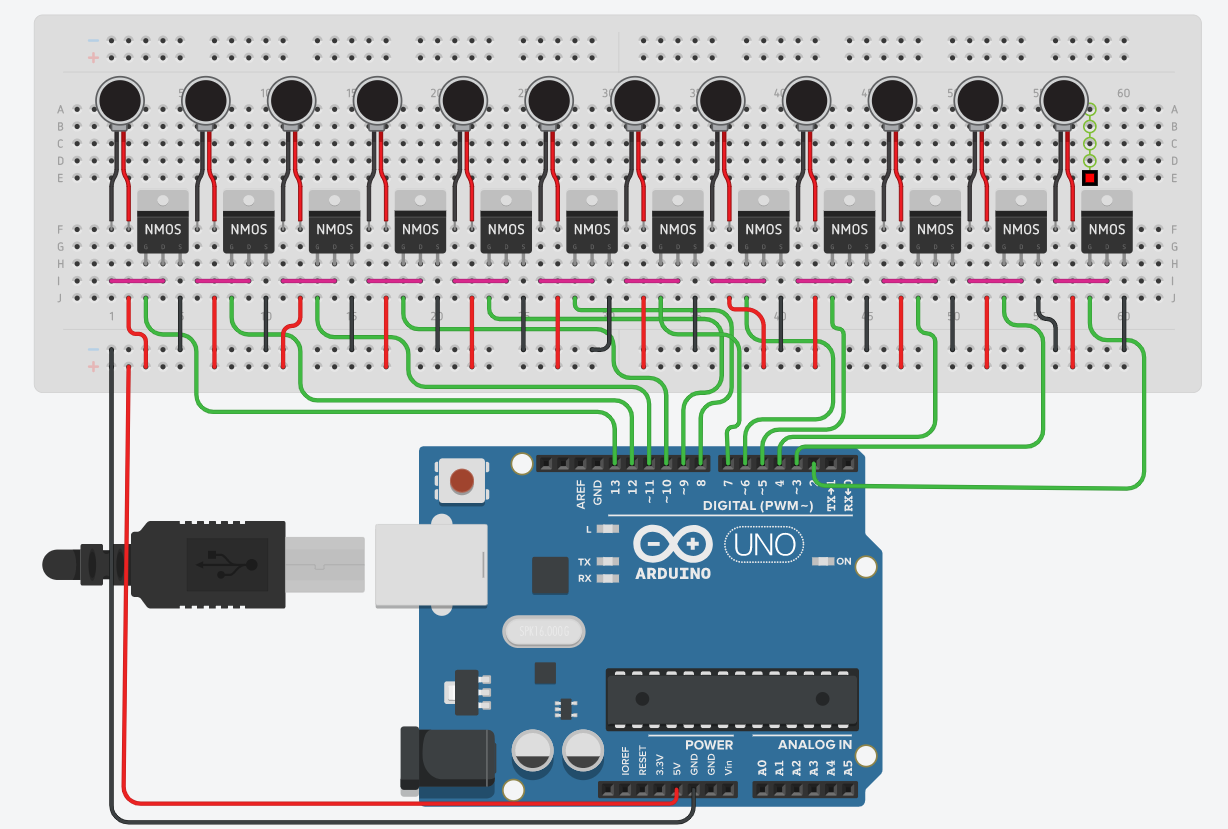 − −
+ +
5 10 15 20 25 30 35 40 45 50 55 60
A A
B B
C C
D D
E E
NMOS NMOS NMOS NMOS NMOS NMOS NMOS NMOS NMOS NMOS NMOS NMOS
G D S G D S G D S G D S G D S G D S G D S G D S G D S G D S G D S G D S
F F
G G
H H
I I
J J
1 5 10 15 20 25 30 35 40 45 50 55 60
− −
+ +
AREF GND 13 12 ~11 ~10 ~9 8 7 ~6 ~5 4 ~3 2 TX→1 RX←0
DIGITAL (PWM~)
L
TX
RX
ARDUINO
UNO
ON
SPK16.000G
POWER
ANALOG IN
IOREF RESET 3.3V 5V GND GND Vin A0 A1 A2 A3 A4 A5